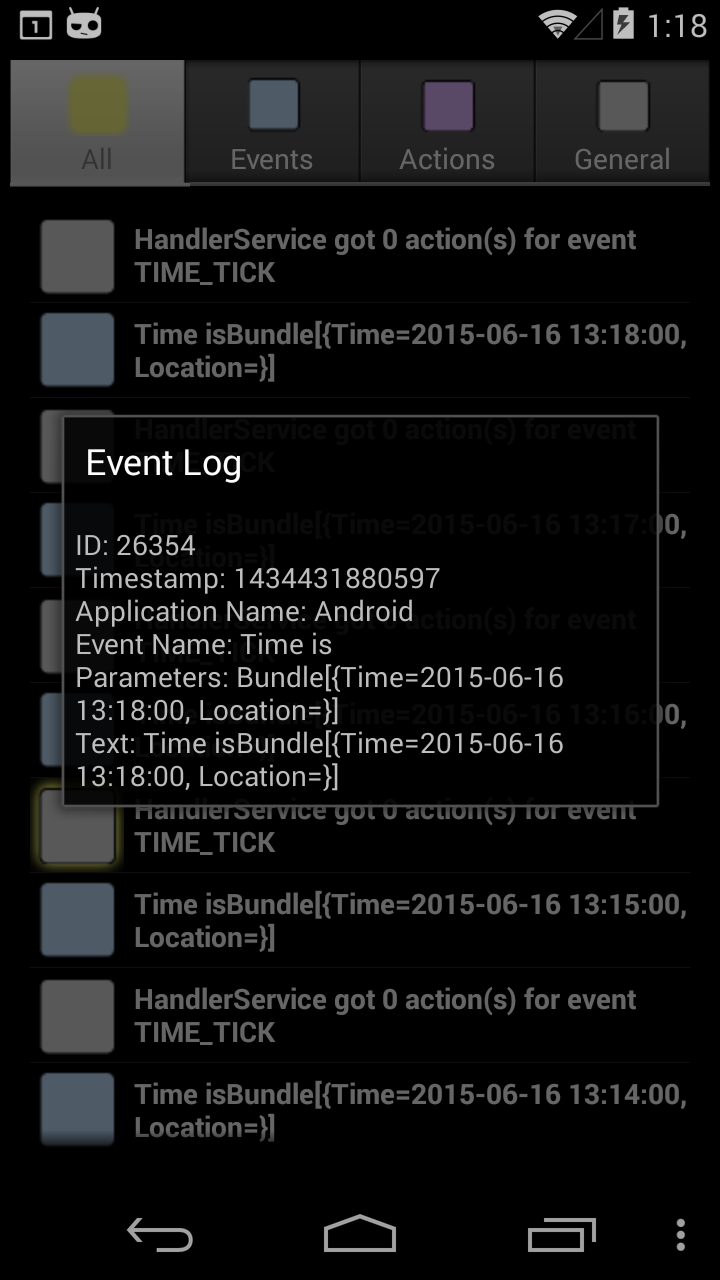 1
1:18
All
Events
Actions
General
HandlerService got 0 action(s) for event
TIME_TICK
Time isBundle[{Time=2015-06-16 13:18:00,
Location=}]
HandlerService got 0 action(s) for event
TIME_TICK
Event Log
Time isBundle[{Time=2015-06-16 13:17:00,
Location=}]
ID: 26354
Timestamp: 1434431880597
Application Name: Android
HandlerService got 0 action(s) for event
TIME_TICK
Event Name: Time is
Parameters: Bundle[{Time=2015-06-16
13:18:00, Location=}]
Time isBundle[{Time=2015-06-16 13:16:00,
Location=}]
Text: Time isBundle[{Time=2015-06-16
13:18:00, Location=}]
HandlerService got 0 action(s) for event
TIME_TICK
Time isBundle[{Time=2015-06-16 13:15:00,
Location=}]
HandlerService got 0 action(s) for event
TIME_TICK
Time isBundle[{Time=2015-06-16 13:14:00,
Location=}]